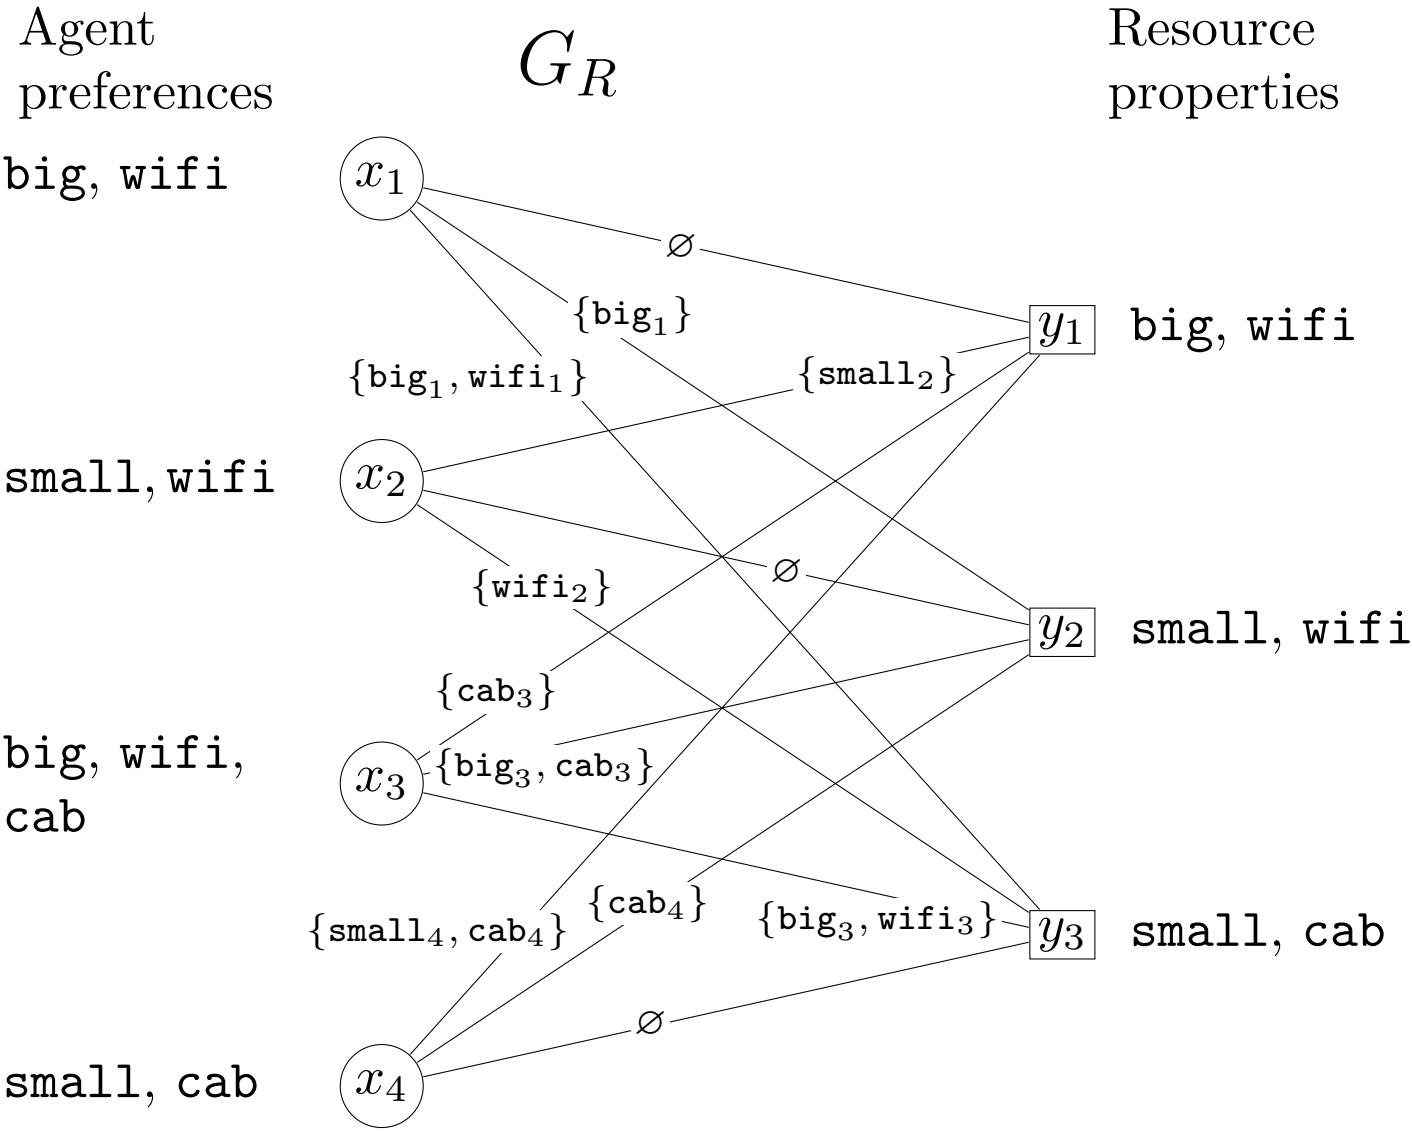 Agent
preferences
G_R
Resource
properties
big, wifi
x_1
∅
{big_1}
y_1
big, wifi
{small_2}
{big_1, wifi_1}
small, wifi
x_2
∅
{wifi_2}
y_2
small, wifi
{cab_3}
big, wifi,
cab
x_3
{big_3, cab_3}
{cab_4}
{big_3, wifi_3}
{small_4, cab_4}
y_3
small, cab
∅
small, cab
x_4